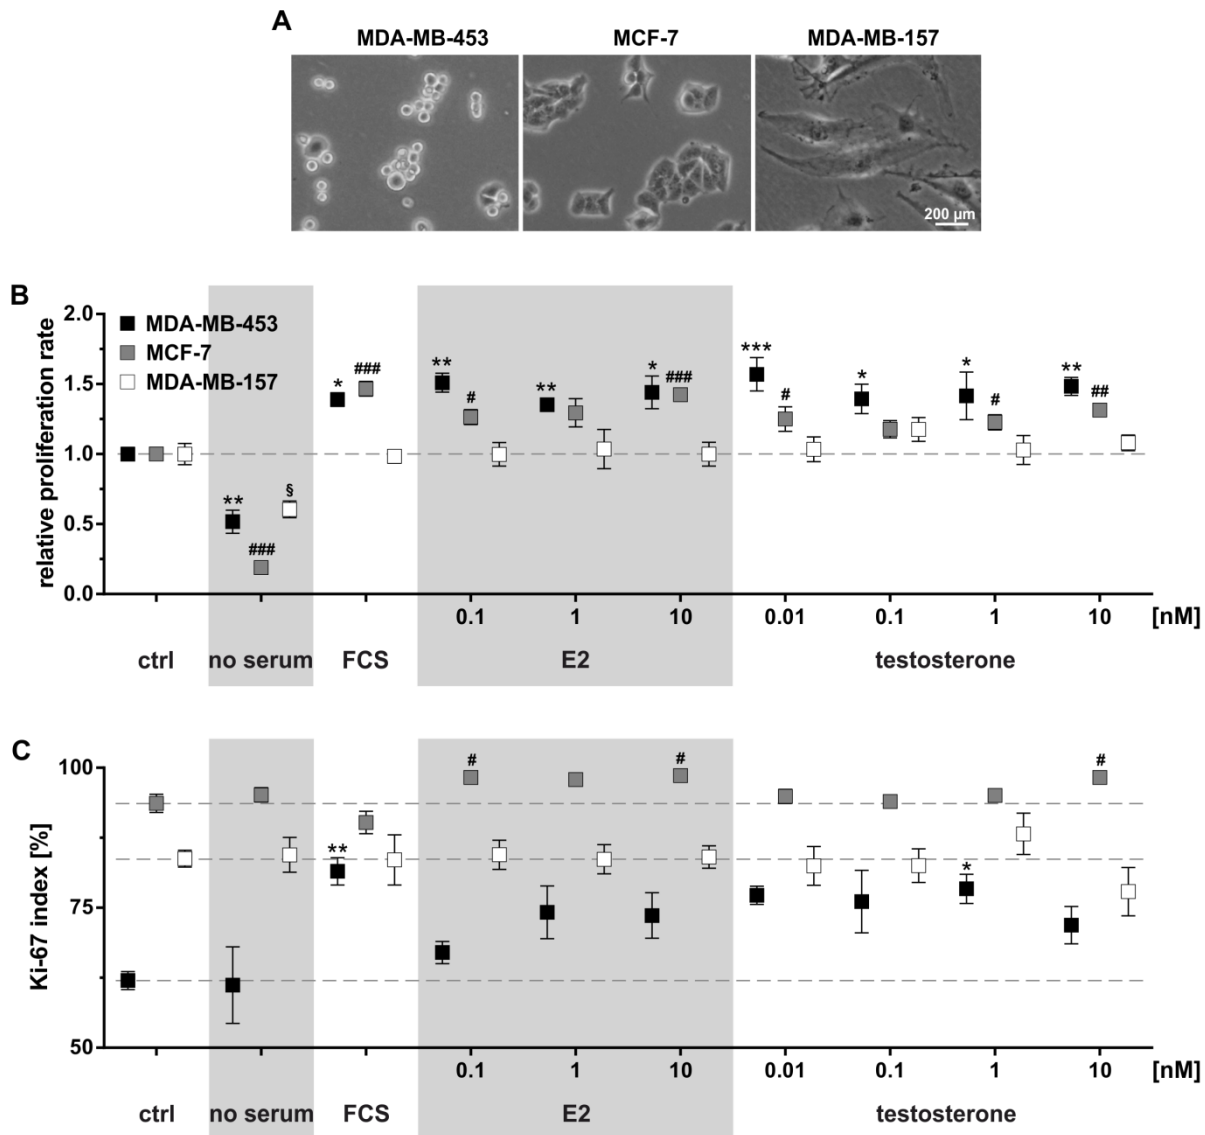 A
MDA-MB-453 MCF-7 MDA-MB-157
200 µm
B
relative proliferation rate
2.0
1.5
1.0
0.5
0.0
MDA-MB-453
MCF-7
MDA-MB-157
** ### §
* ###
** # ** * ###
*** # * * # ** ##
0.1 1 10 0.01 0.1 1 10 [nM]
ctrl no serum FCS E2 testosterone
C
Ki-67 index [%]
100
75
50
** # # * #
0.1 1 10 0.01 0.1 1 10 [nM]
ctrl no serum FCS E2 testosterone